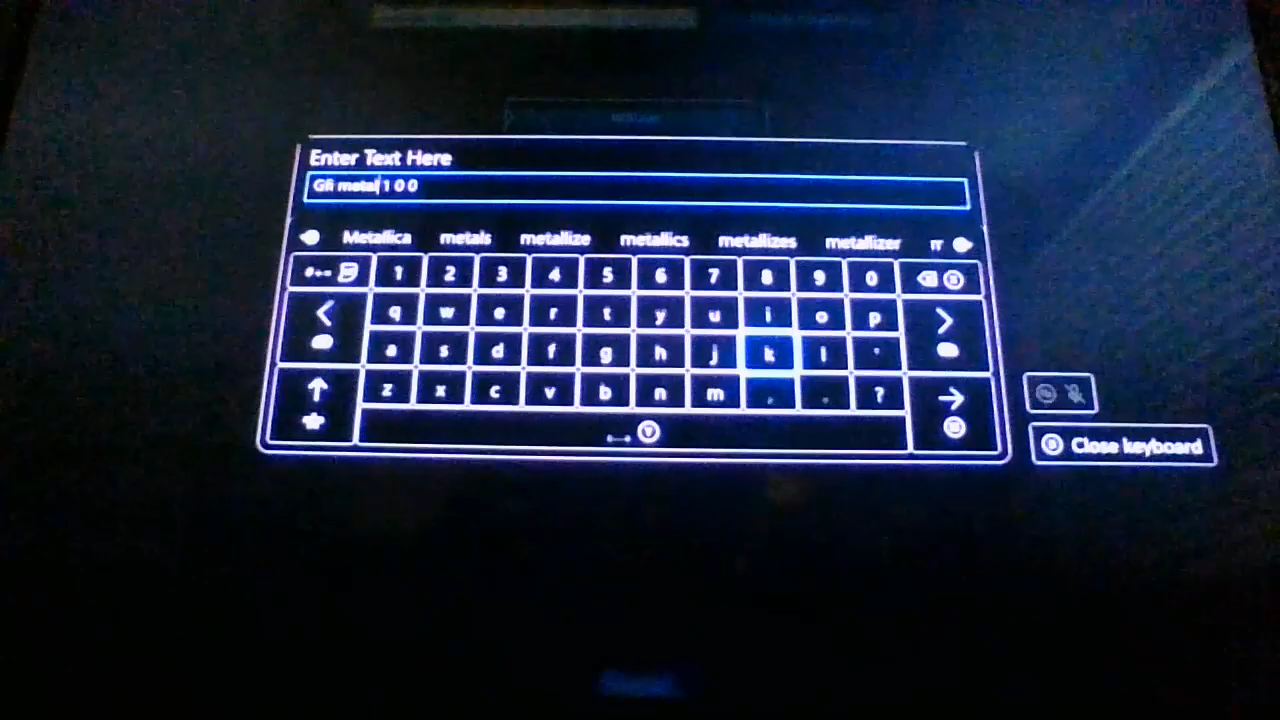 Enter Text Here
Gfi metal 1 0 0
Metallica metals metallize metallics metallizes metallizer
1 2 3 4 5 6 7 8 9 0
q w e r t y u i o p
a s d f g h j k l '
z x c v b n m , . ?
Close keyboard